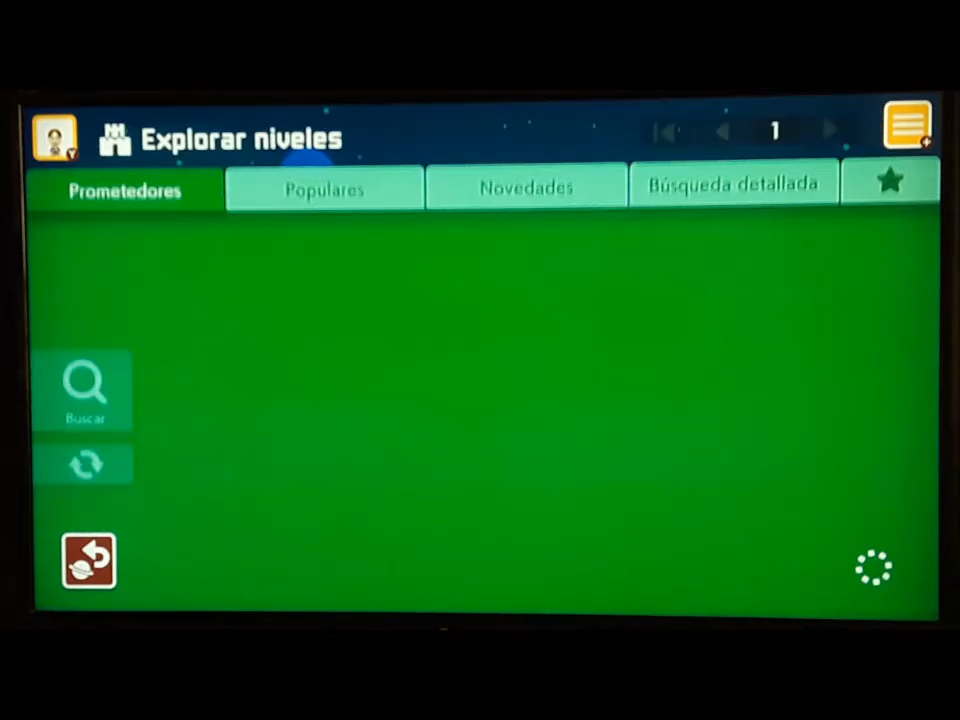 Explorar niveles
1
Prometedores
Populares
Novedades
Búsqueda detallada
Buscar